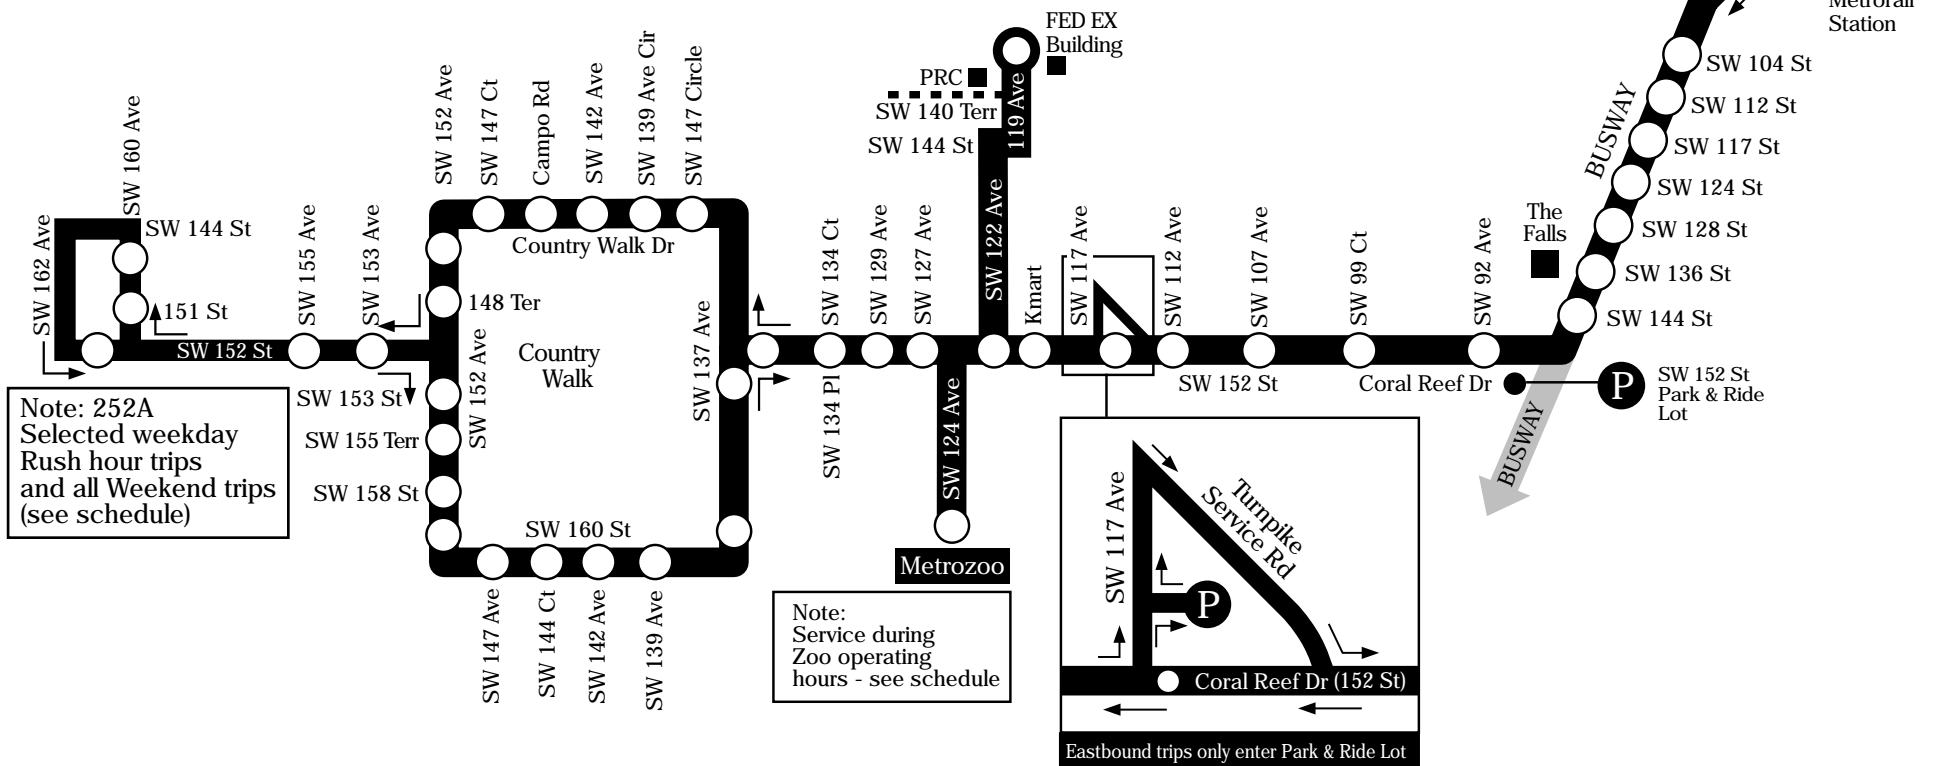 Metrorail
Station
SW 104 St
SW 112 St
SW 117 St
SW 124 St
SW 128 St
SW 136 St
SW 144 St
BUSWAY
The
Falls
SW 152 St
Park & Ride
Lot
P
BUSWAY
Coral Reef Dr
SW 92 Ave
SW 99 Ct
SW 107 Ave
SW 112 Ave
SW 152 St
SW 117 Ave
Kmart
FED EX
Building
PRC
119 Ave
SW 140 Terr
SW 144 St
SW 122 Ave
SW 127 Ave
SW 129 Ave
SW 134 Ct
SW 134 Pl
SW 124 Ave
Metrozoo
Note:
Service during
Zoo operating
hours - see schedule
SW 117 Ave
Turnpike
Service Rd
P
Coral Reef Dr (152 St)
Eastbound trips only enter Park & Ride Lot
SW 152 Ave
SW 147 Ct
Campo Rd
SW 142 Ave
SW 139 Ave Cir
SW 147 Circle
Country Walk Dr
148 Ter
SW 152 Ave
Country
Walk
SW 137 Ave
SW 153 St
SW 155 Terr
SW 158 St
SW 160 St
SW 147 Ave
SW 144 Ct
SW 142 Ave
SW 139 Ave
SW 160 Ave
SW 144 St
SW 162 Ave
151 St
SW 155 Ave
SW 153 Ave
SW 152 St
Note: 252A
Selected weekday
Rush hour trips
and all Weekend trips
(see schedule)